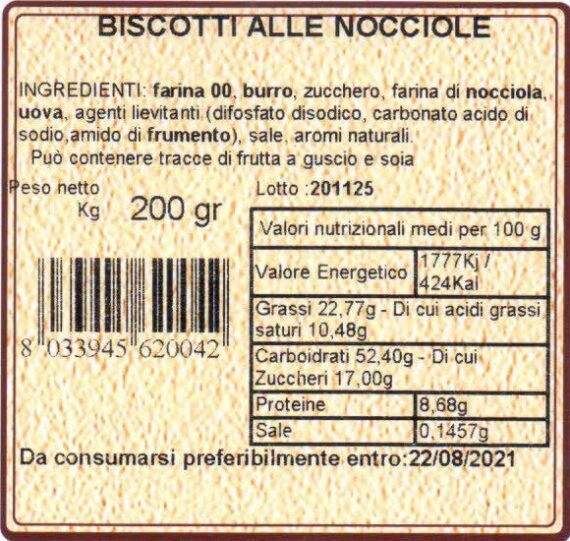 BISCOTTI ALLE NOCCIOLE
INGREDIENTI: farina 00, burro, zucchero, farina di nocciola,
uova, agenti lievitanti (difosfato disodico, carbonato acido di
sodio,amido di frumento), sale, aromi naturali.
Può contenere tracce di frutta a guscio e soia
Peso netto
Kg 200 gr
Lotto :201125
Valori nutrizionali medi per 100 g
Valore Energetico 1777Kj /
424Kal
Grassi 22,77g - Di cui acidi grassi
saturi 10,48g
Carboidrati 52,40g - Di cui
Zuccheri 17,00g
Proteine 8,68g
Sale 0,1457g
8 033945 620042
Da consumarsi preferibilmente entro:22/08/2021